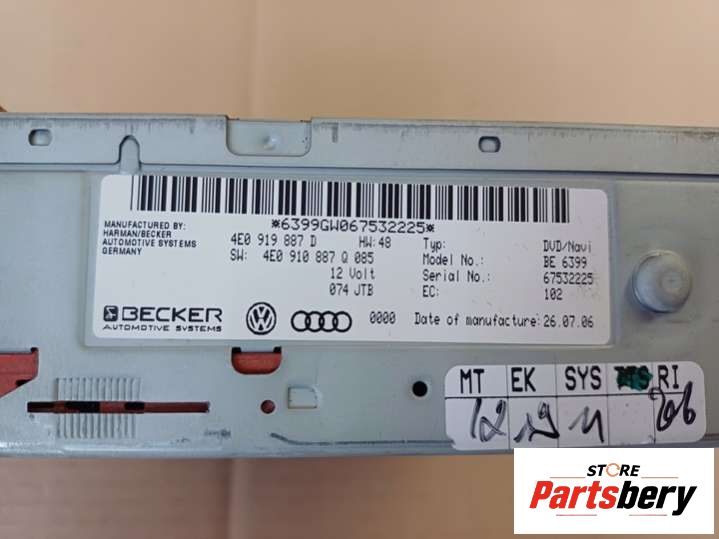 *6399GW067532225*
MANUFACTURED BY:
HARMAN/BECKER
AUTOMOTIVE SYSTEMS
GERMANY
4E0 919 887 D HW:48
SW: 4E0 910 887 Q 085
12 Volt
074 JTB
Typ: DVD/Navi
Model No.: BE 6399
Serial No.: 67532225
EC: 102
BECKER
AUTOMOTIVE SYSTEMS
0000 Date of manufacture: 26.07.06
MT EK SYS RI
12 19 11
STORE
Partsbery